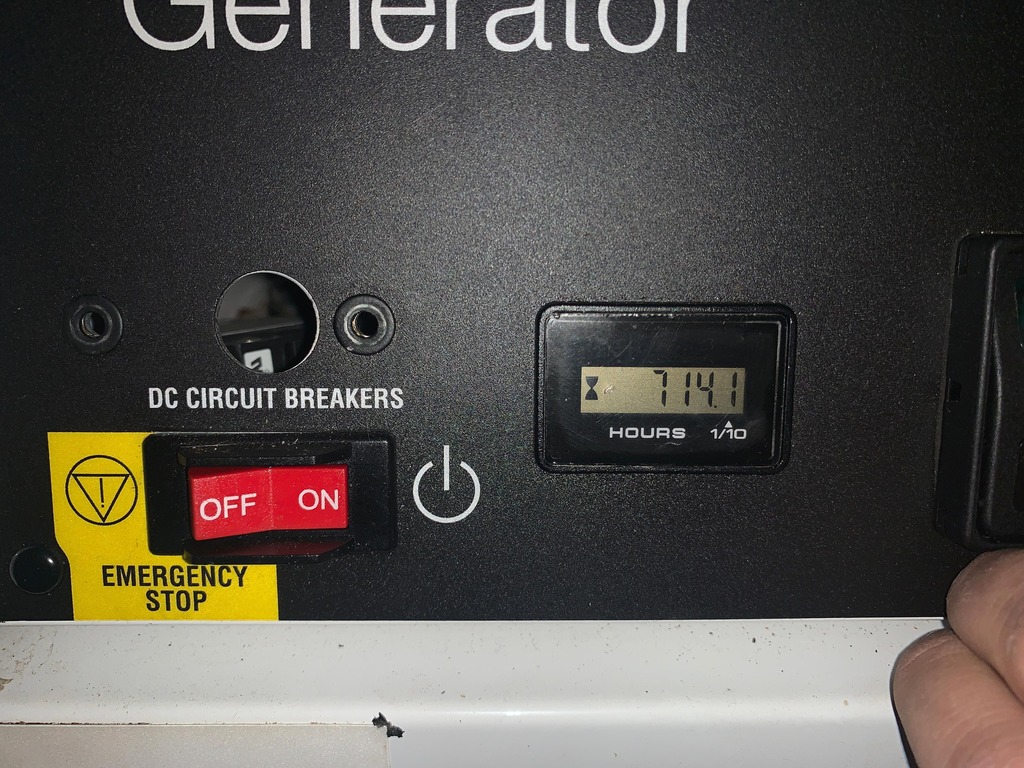 Generator
DC CIRCUIT BREAKERS
714.1
HOURS 1/10
OFF ON
EMERGENCY
STOP